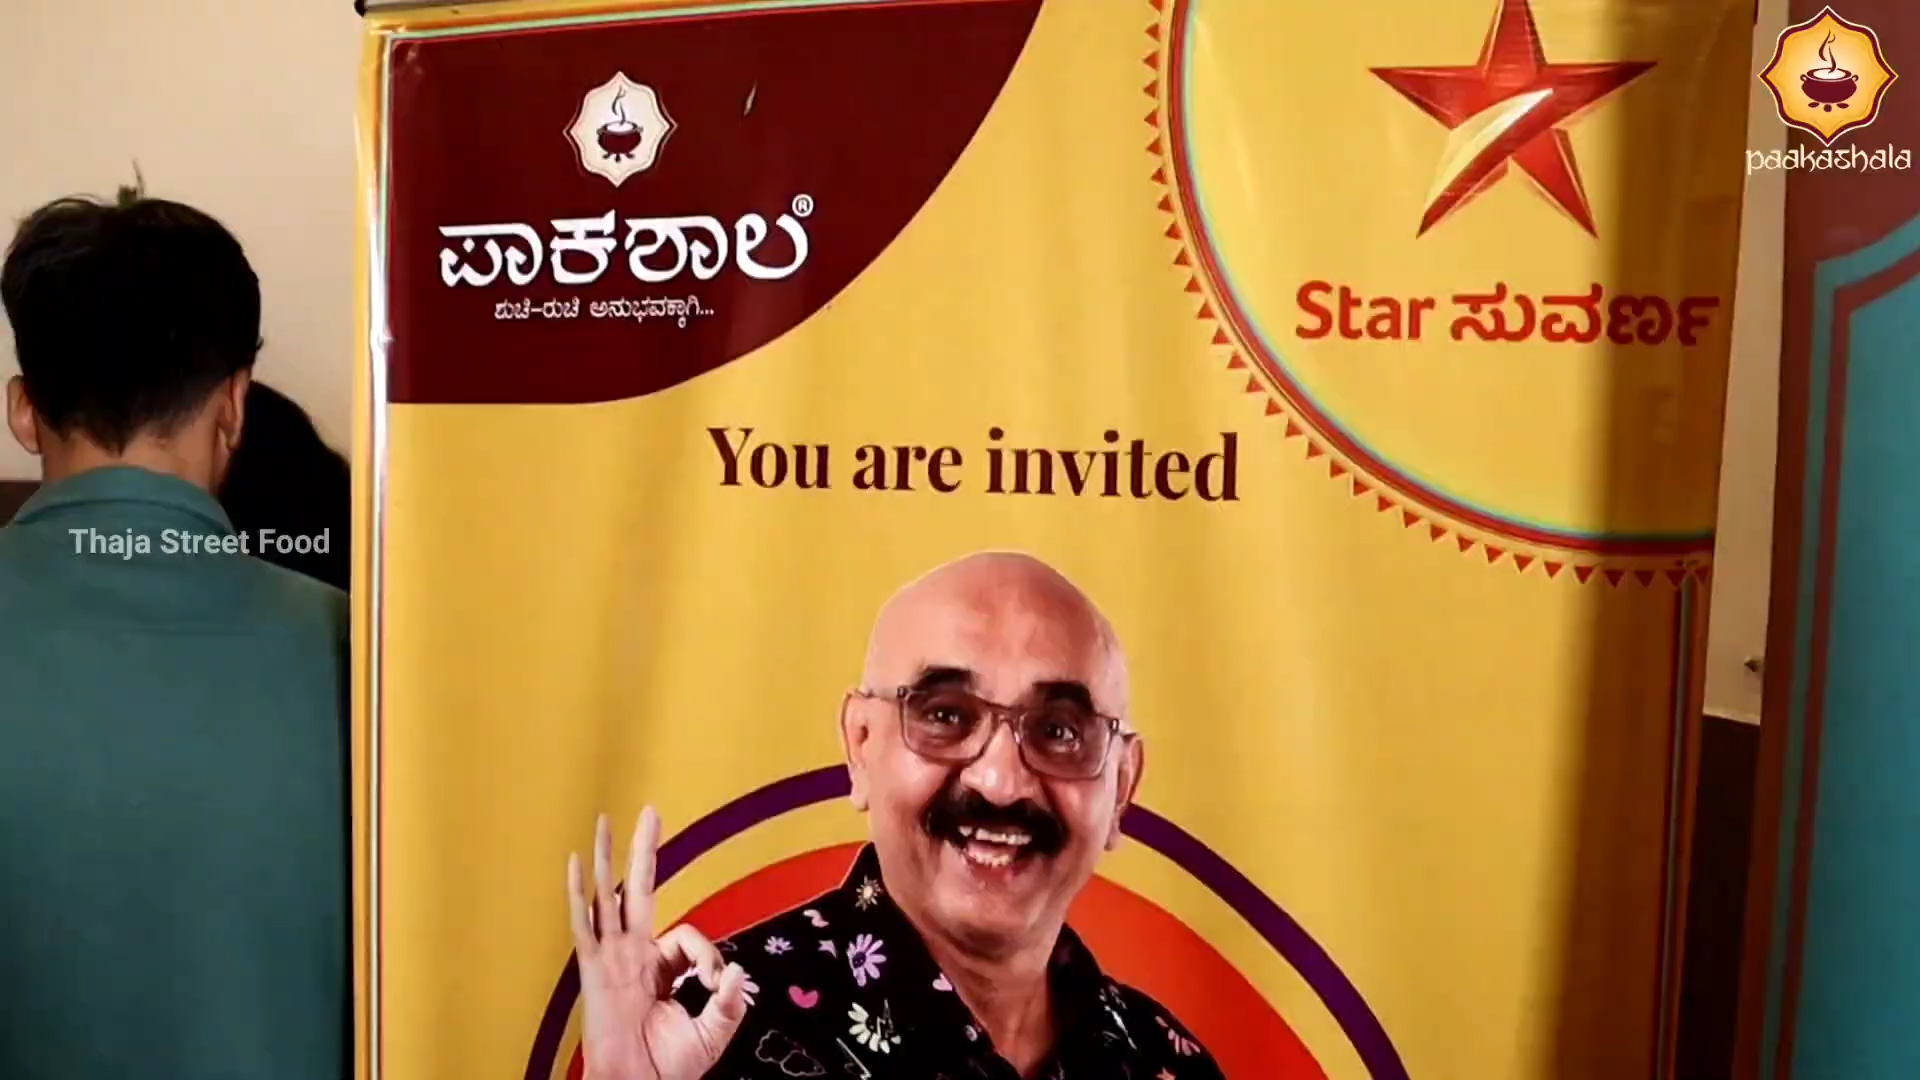 ಪಾಕಶಾಲ®
ಶುಚಿ-ರುಚಿ ಅನುಭವಕ್ಕಾಗಿ...
Star ಸುವರ್ಣ
paakashala
You are invited
Thaja Street Food